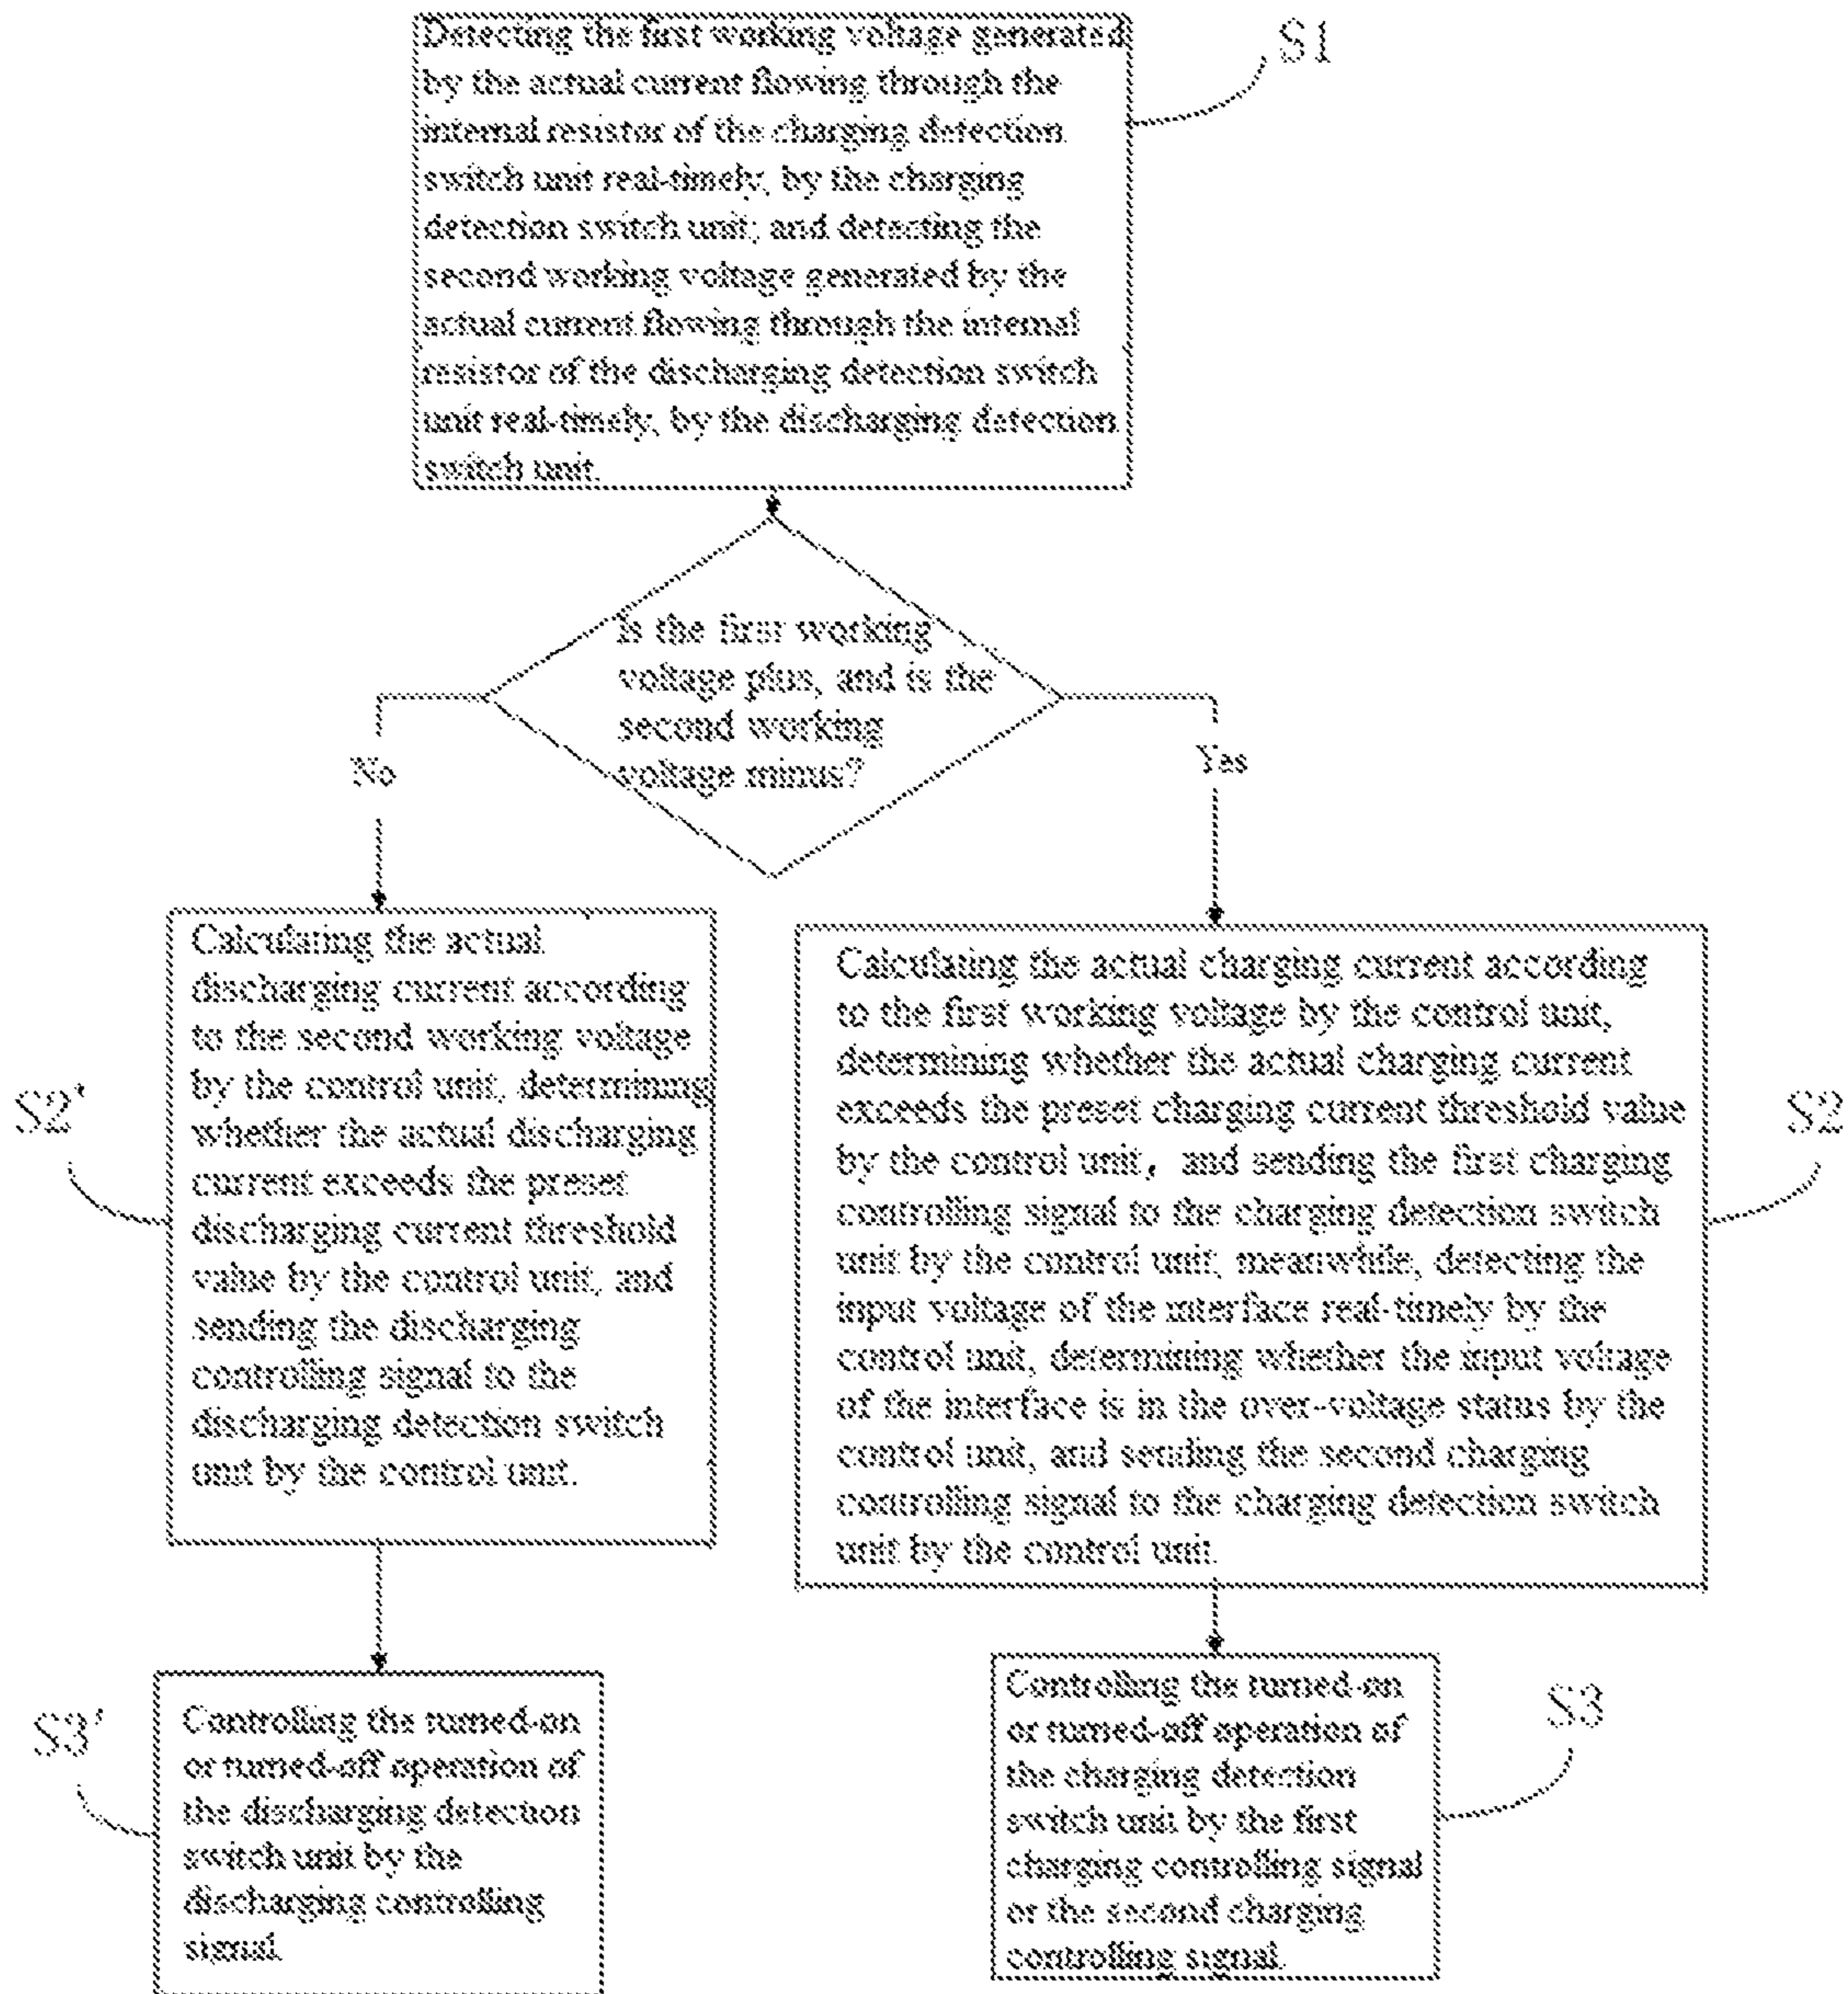 Detecting the first working voltage generated
by the actual current flowing through the
internal resistor of the charging detection
switch unit real-timely, by the charging
detection switch unit; and detecting the
second working voltage generated by the
actual current flowing through the internal
resistor of the discharging detection switch
unit real-timely, by the discharging detection
switch unit.
S1
Is the first working
voltage plus, and is the
second working
voltage minus?
No
Yes
Calculating the actual
discharging current according
to the second working voltage
by the control unit, determining
whether the actual discharging
current exceeds the preset
discharging current threshold
value by the control unit, and
sending the discharging
controlling signal to the
discharging detection switch
unit by the control unit.
S2'
Calculating the actual charging current according
to the first working voltage by the control unit,
determining whether the actual charging current
exceeds the preset charging current threshold value
by the control unit, and sending the first charging
controlling signal to the charging detection switch
unit by the control unit; meanwhile, detecting the
input voltage of the interface real-timely by the
control unit, determining whether the input voltage
of the interface is in the over-voltage status by the
control unit, and sending the second charging
controlling signal to the charging detection switch
unit by the control unit.
S2
Controlling the turned-on
or turned-off operation of
the discharging detection
switch unit by the
discharging controlling
signal.
S3'
Controlling the turned-on
or turned-off operation of
the charging detection
switch unit by the first
charging controlling signal
or the second charging
controlling signal.
S3